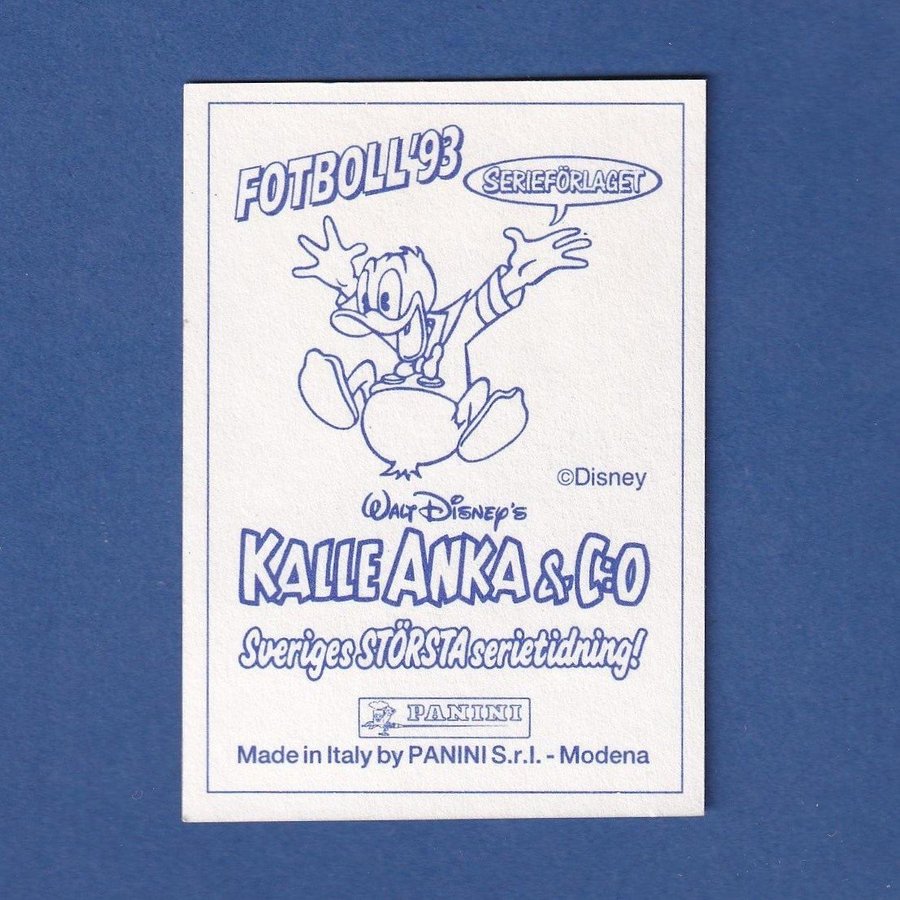 FOTBOLL '93
SERIEFÖRLAGET
©Disney
WALT DISNEY'S
KALLE ANKA & C:O
Sveriges STÖRSTA serietidning!
PANINI
Made in Italy by PANINI S.r.l. - Modena